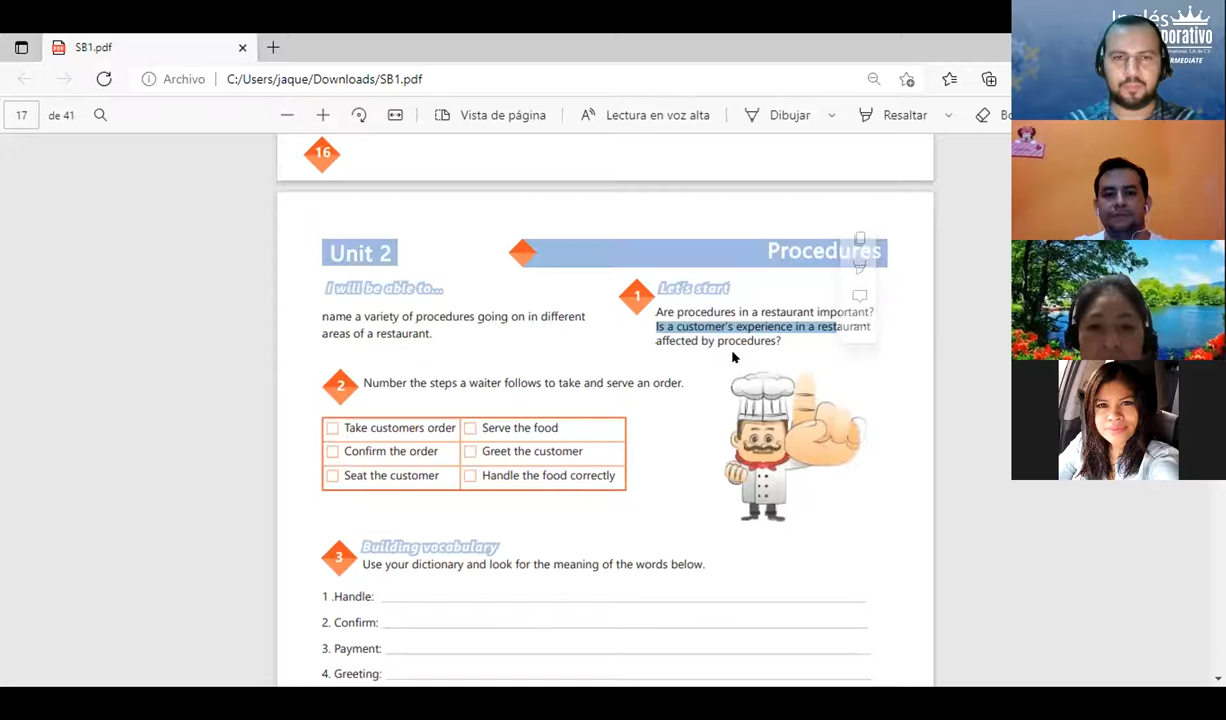 SB1.pdf
Archivo
C:/Users/jaque/Downloads/SB1.pdf
17
de 41
Vista de página
Lectura en voz alta
Dibujar
Resaltar
16
Unit 2
Procedures
I will be able to...
name a variety of procedures going on in different
areas of a restaurant.
1
Let's start
Are procedures in a restaurant important?
Is a customer's experience in a restaurant
affected by procedures?
2
Number the steps a waiter follows to take and serve an order.
Take customers order
Serve the food
Confirm the order
Greet the customer
Seat the customer
Handle the food correctly
3
Building vocabulary
Use your dictionary and look for the meaning of the words below.
1 .Handle:
2. Confirm:
3. Payment:
4. Greeting: